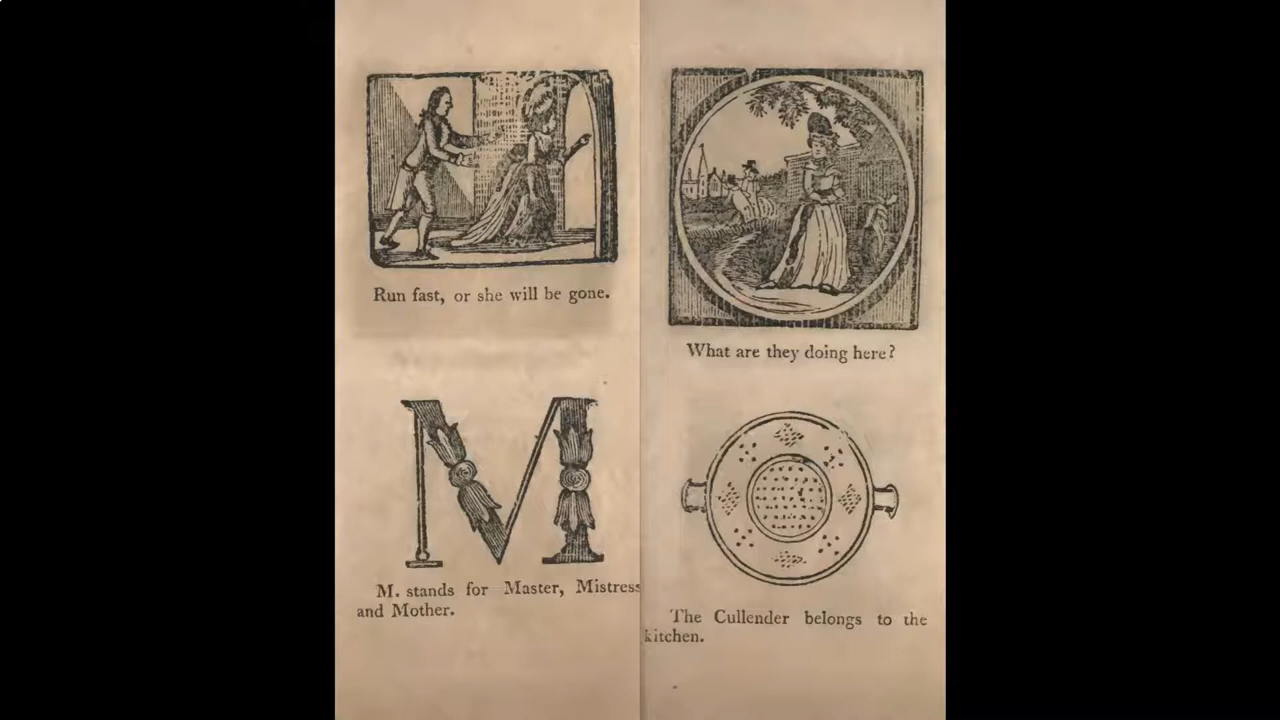 Run fast, or she will be gone.
M
M. stands for Master, Mistress
and Mother.
What are they doing here?
The Cullender belongs to the
kitchen.